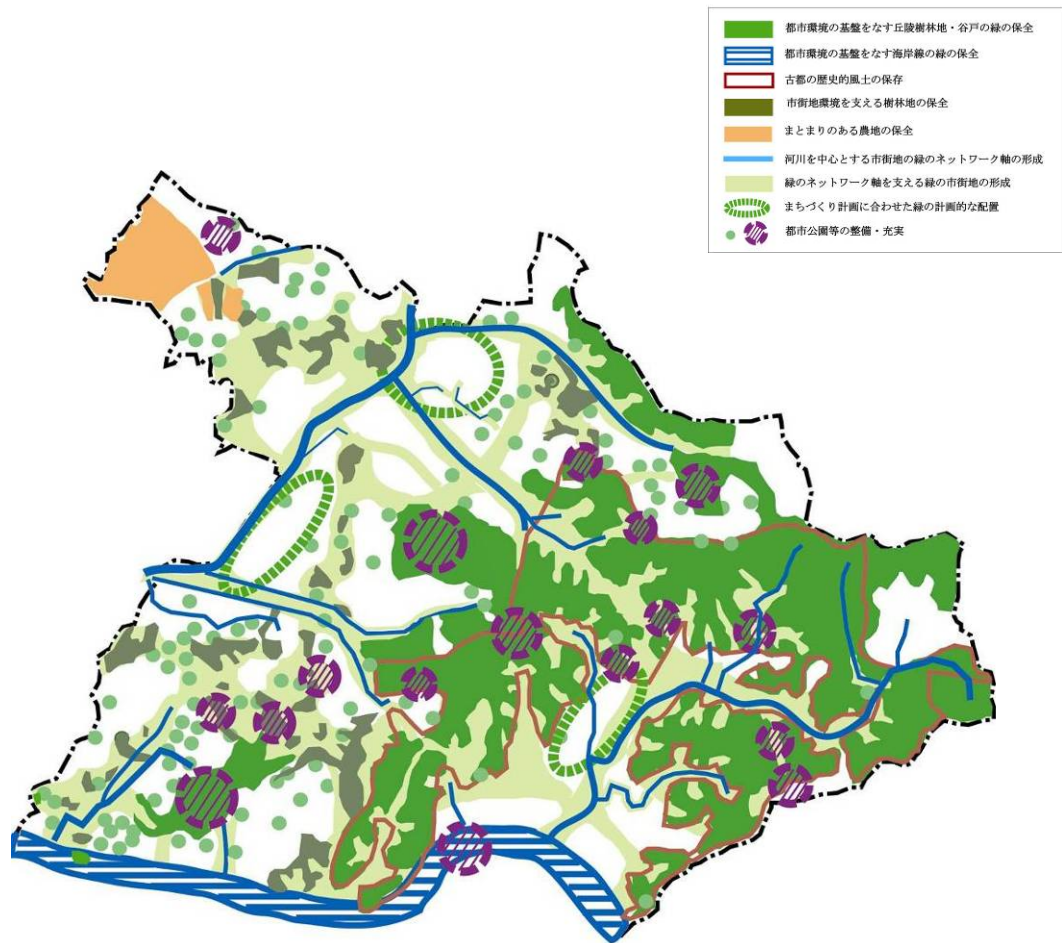 都市環境の基盤をなす丘陵樹林地・谷戸の緑の保全
都市環境の基盤をなす海岸線の緑の保全
古都の歴史的風土の保存
市街地環境を支える樹林地の保全
まとまりのある農地の保全
河川を中心とする市街地の緑のネットワーク軸の形成
緑のネットワーク軸を支える緑の市街地の形成
まちづくり計画に合わせた緑の計画的な配置
都市公園等の整備・充実